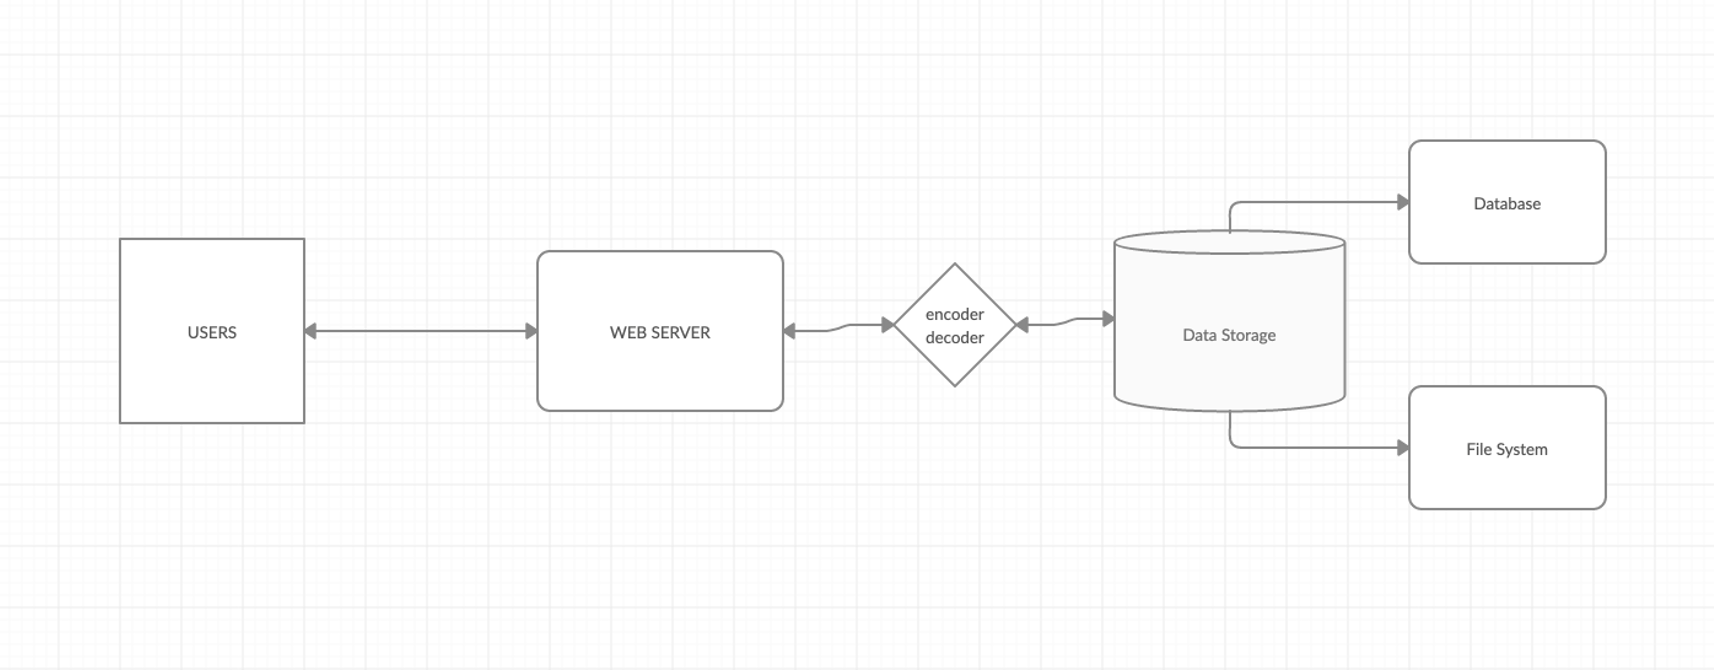 USERS
WEB SERVER
encoder
decoder
Data Storage
Database
File System